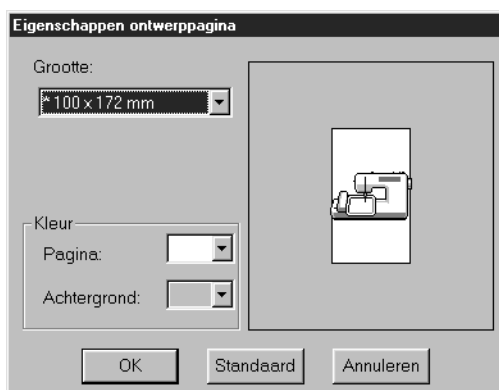 Eigenschappen ontwerppagina
Grootte:
* 100 x 172 mm
Kleur
Pagina:
Achtergrond:
OK Standaard Annuleren